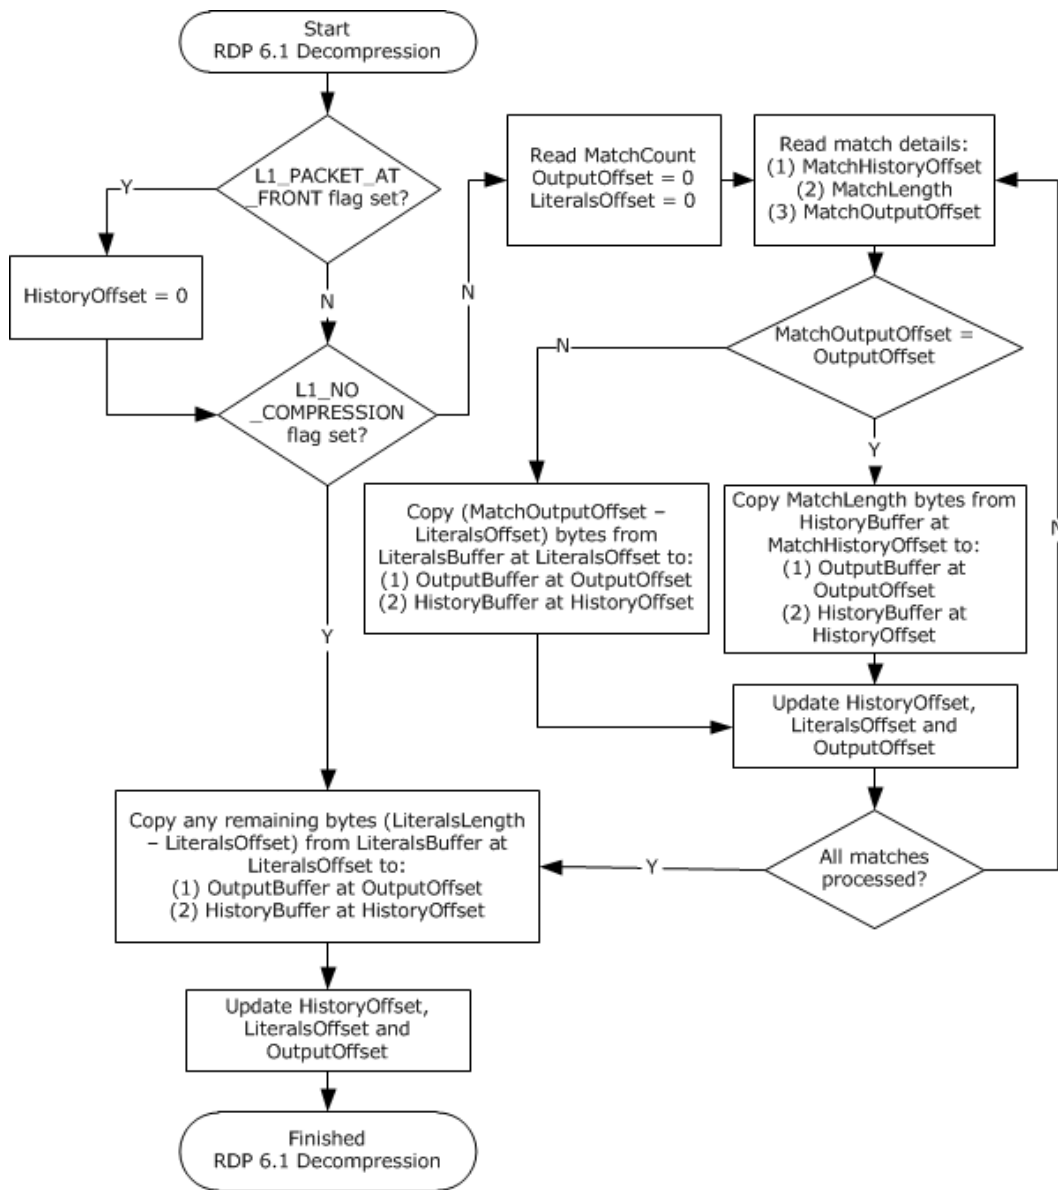 Start
RDP 6.1 Decompression
L1_PACKET_AT
_FRONT flag set?
Y
N
HistoryOffset = 0
L1_NO
_COMPRESSION
flag set?
N
Y
Read MatchCount
OutputOffset = 0
LiteralsOffset = 0
Read match details:
(1) MatchHistoryOffset
(2) MatchLength
(3) MatchOutputOffset
MatchOutputOffset =
OutputOffset
N
Y
Copy (MatchOutputOffset –
LiteralsOffset) bytes from
LiteralsBuffer at LiteralsOffset to:
(1) OutputBuffer at OutputOffset
(2) HistoryBuffer at HistoryOffset
Copy MatchLength bytes from
HistoryBuffer at
MatchHistoryOffset to:
(1) OutputBuffer at
OutputOffset
(2) HistoryBuffer at
HistoryOffset
Update HistoryOffset,
LiteralsOffset and
OutputOffset
All matches
processed?
N
Y
Copy any remaining bytes (LiteralsLength
– LiteralsOffset) from LiteralsBuffer at
LiteralsOffset to:
(1) OutputBuffer at OutputOffset
(2) HistoryBuffer at HistoryOffset
Update HistoryOffset,
LiteralsOffset and
OutputOffset
Finished
RDP 6.1 Decompression